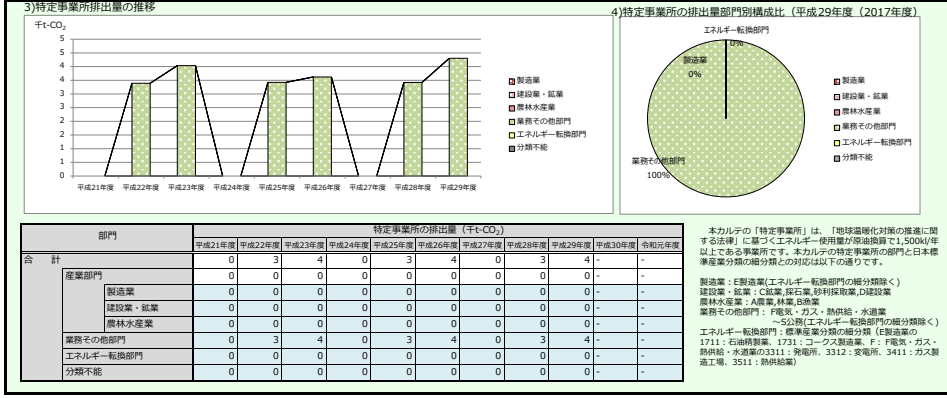 3)特定事業所排出量の推移
千t-CO₂
5
5
4
4
3
3
2
2
1
1
0
平成21年度 平成22年度 平成23年度 平成24年度 平成25年度 平成26年度 平成27年度 平成28年度 平成29年度
製造業
建設業・鉱業
農林水産業
業務その他部門
エネルギー転換部門
分類不能
4)特定事業所の排出量部門別構成比（平成29年度（2017年度）
エネルギー転換部門
0%
製造業
0%
業務その他部門
100%
製造業
建設業・鉱業
農林水産業
業務その他部門
エネルギー転換部門
分類不能
部門 特定事業所の排出量（千t-CO₂）
平成21年度 平成22年度 平成23年度 平成24年度 平成25年度 平成26年度 平成27年度 平成28年度 平成29年度 平成30年度 令和元年度
合 計 0 3 4 0 3 4 0 3 4 - -
産業部門 0 0 0 0 0 0 0 0 0 - -
製造業 0 0 0 0 0 0 0 0 0 - -
建設業・鉱業 0 0 0 0 0 0 0 0 0 - -
農林水産業 0 0 0 0 0 0 0 0 0 - -
業務その他部門 0 3 4 0 3 4 0 3 4 - -
エネルギー転換部門 0 0 0 0 0 0 0 0 0 - -
分類不能 0 0 0 0 0 0 0 0 0 - -
本カルテの「特定事業所」は、「地球温暖化対策の推進に関
する法律」に基づくエネルギー使用量が原油換算で1,500kl/年
以上である事業所です。本カルテの特定事業所の部門と日本標
準産業分類の細分類との対応は以下の通りです。
製造業：E製造業(エネルギー転換部門の細分類除く)
建設業・鉱業：C鉱業,採石業,砂利採取業,D建設業
農林水産業：A農業,林業,B漁業
業務その他部門： F電気・ガス・熱供給・水道業
～S公務(エネルギー転換部門の細分類除く)
エネルギー転換部門：標準産業分類の細分類（E製造業の
1711：石油精製業、1731：コークス製造業、F： F電気・ガス・
熱供給・水道業の3311：発電所、3312：変電所、3411：ガス製
造工場、3511：熱供給業）